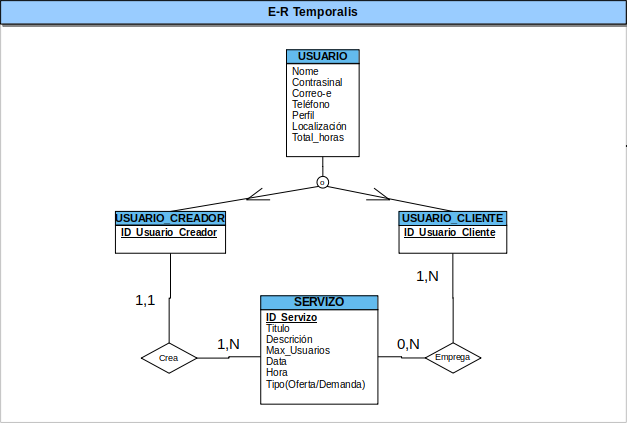 E-R Temporalis
USUARIO
Nome
Contrasinal
Correo-e
Teléfono
Perfil
Localización
Total_horas
o
USUARIO_CREADOR
ID_Usuario_Creador
USUARIO_CLIENTE
ID_Usuario_Cliente
1,1
1,N
SERVIZO
ID_Servizo
Titulo
Descrición
Max_Usuarios
Data
Hora
Tipo(Oferta/Demanda)
Crea
1,N
0,N
Emprega